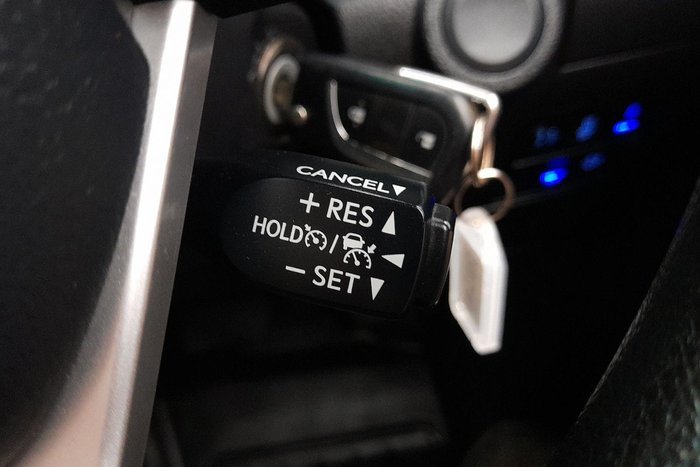 CANCEL▼
+ RES ▲
HOLD / ◀
− SET ▼